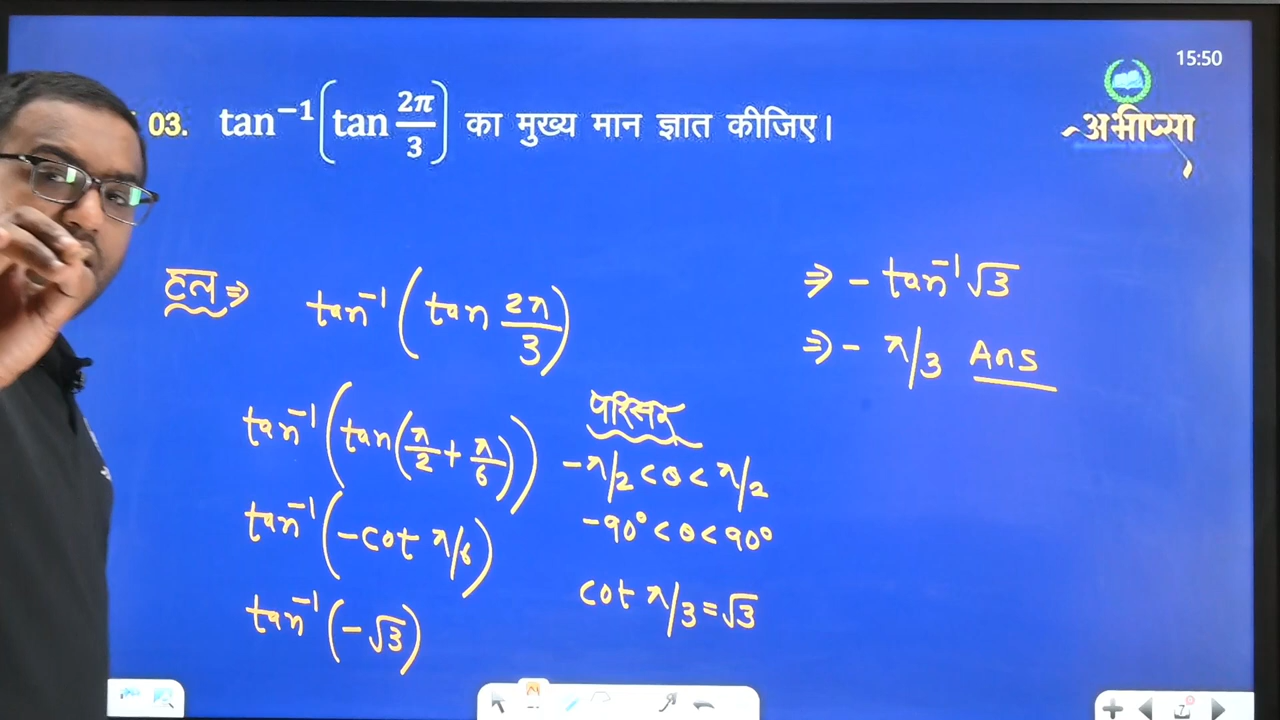 15:50
अभीप्सा
03. tan⁻¹(tan 2π/3) का मुख्य मान ज्ञात कीजिए।
हल ⇒ tan⁻¹(tan 2π/3)
tan⁻¹(tan(π/2 + π/6))
tan⁻¹(-cot π/6)
tan⁻¹(-√3)
परिसर
-π/2 < θ < π/2
-90° < θ < 90°
cot π/3 = √3
⇒ - tan⁻¹ √3
⇒ - π/3 Ans
7